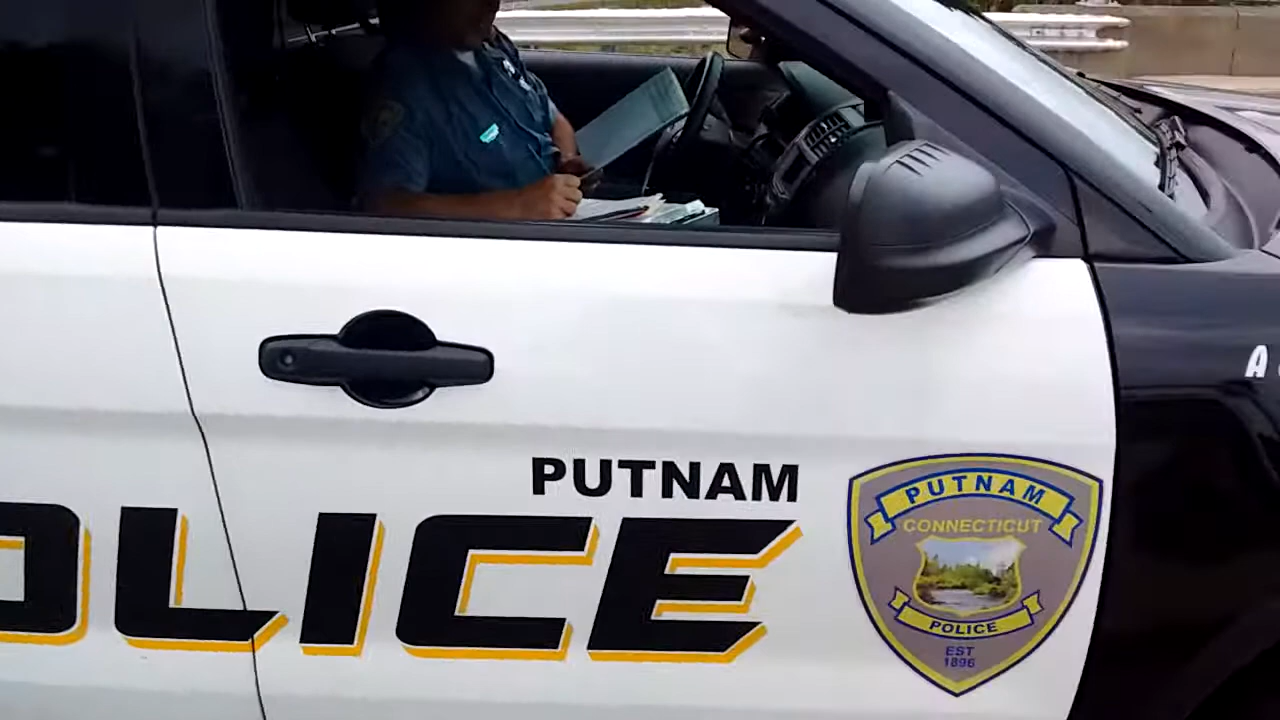 PUTNAM
OLICE
PUTNAM
CONNECTICUT
POLICE
EST
1896
A